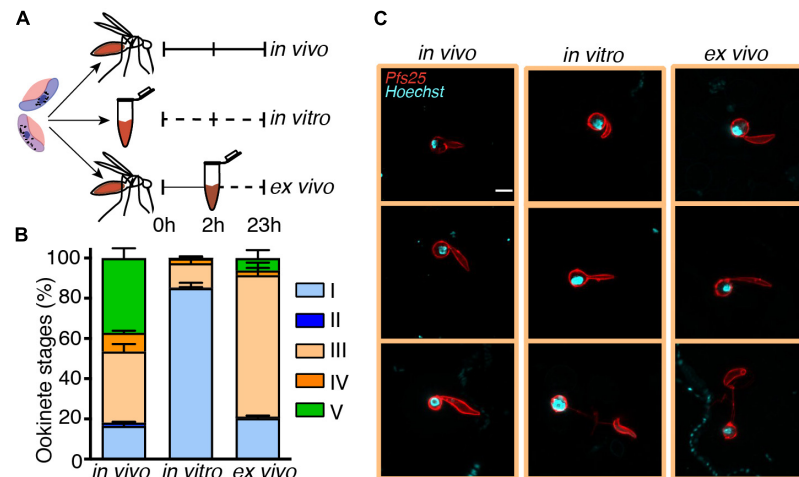 A
in vivo
in vitro
ex vivo
0h 2h 23h
B
Ookinete stages (%)
100
80
60
40
20
0
in vivo in vitro ex vivo
I
II
III
IV
V
C
in vivo in vitro ex vivo
Pfs25
Hoechst